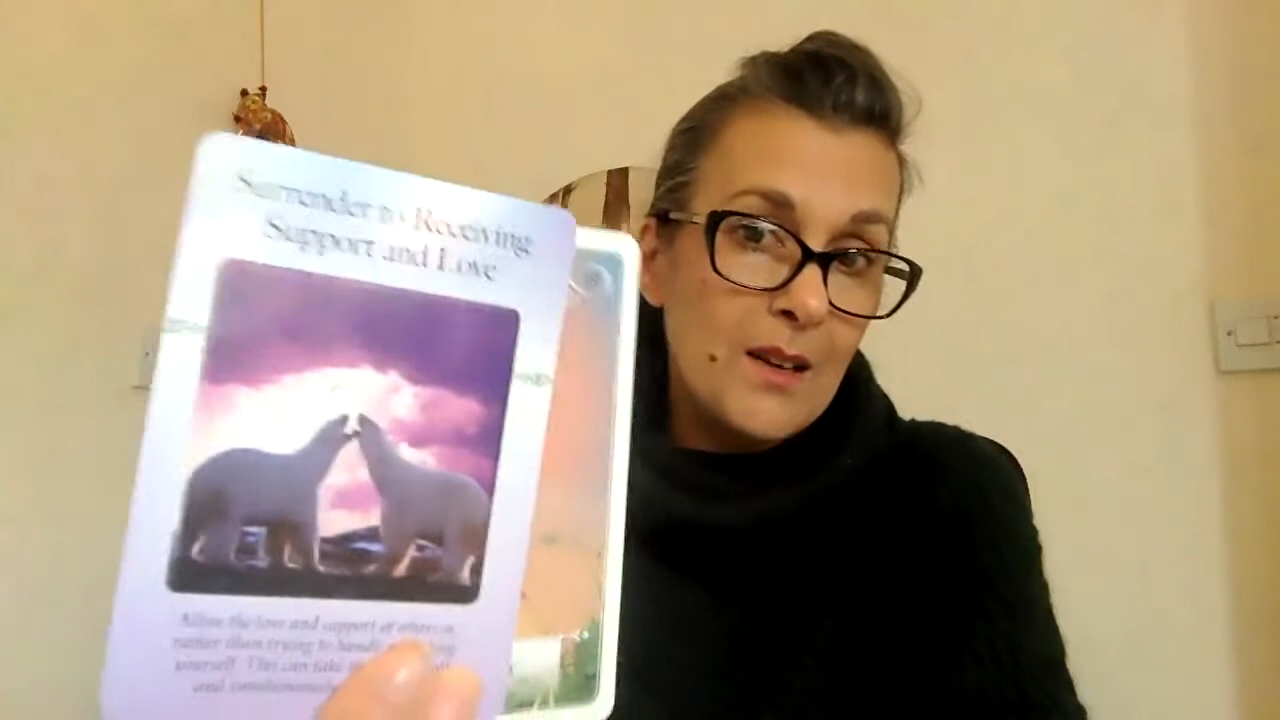 Surrender to Receiving
Support and Love
Allow the love and support of others in,
rather than trying to handle
yourself. This can take
and